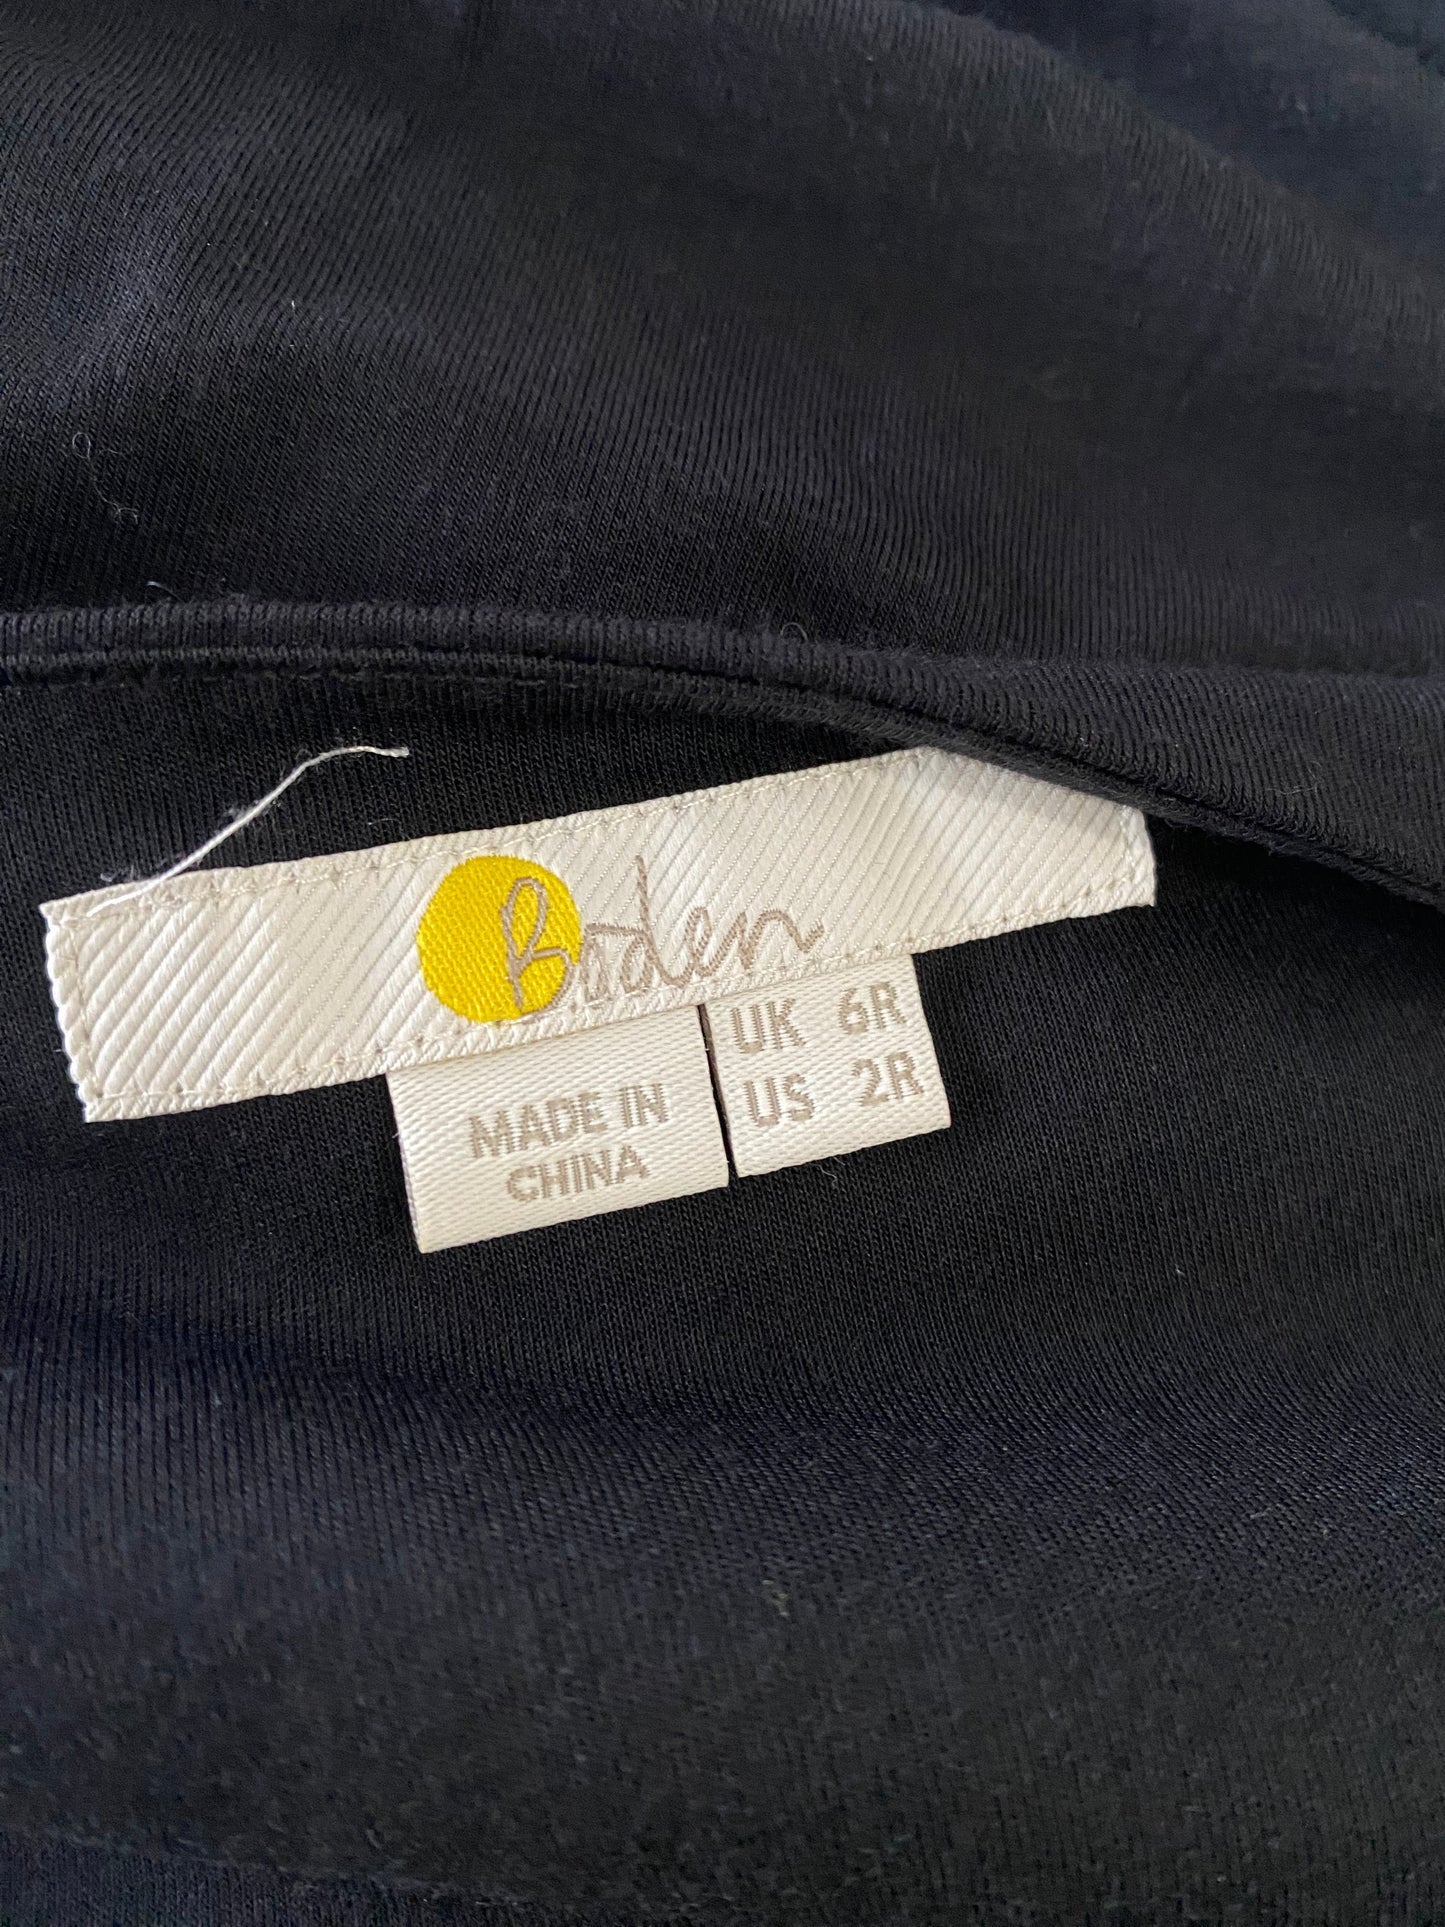 Boden
MADE IN
CHINA
UK 6R
US 2R